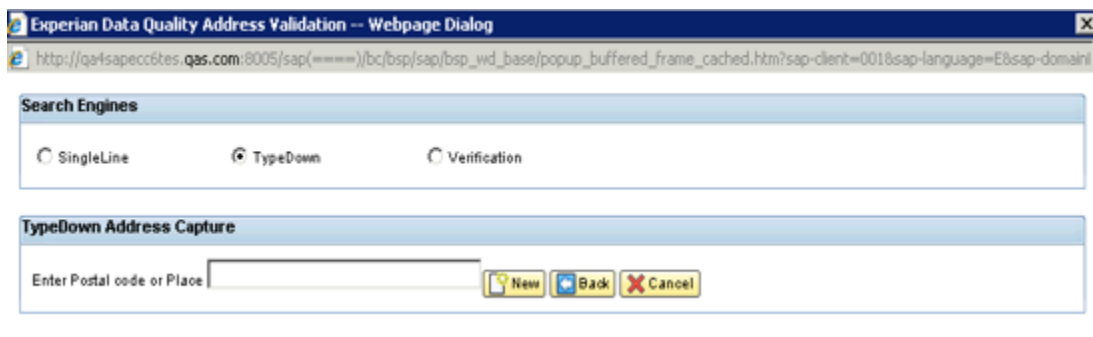 Experian Data Quality Address Validation -- Webpage Dialog
http://qa4sapecc6tes.qas.com:8005/sap(====)/bc/bsp/sap/bsp_wd_base/popup_buffered_frame_cached.htm?sap-client=001&sap-language=E&sap-domainl
Search Engines
SingleLine TypeDown Verification
TypeDown Address Capture
Enter Postal code or Place New Back Cancel